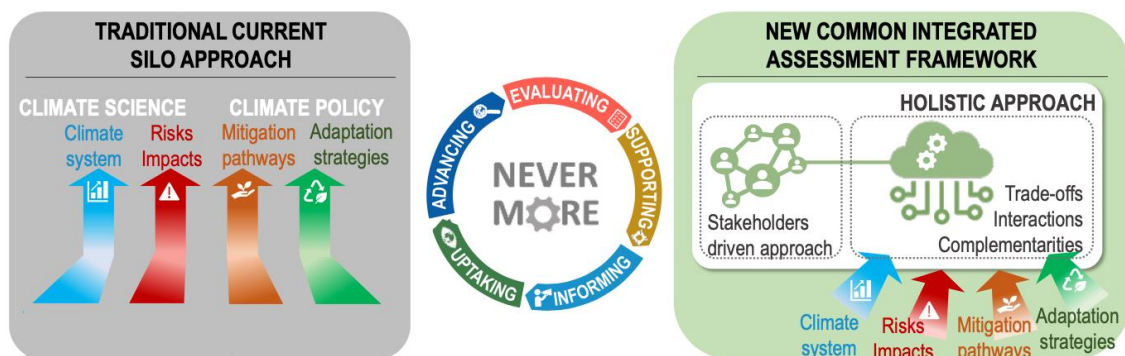 TRADITIONAL CURRENT
SILO APPROACH
CLIMATE SCIENCE
CLIMATE POLICY
Climate
system
Risks
Impacts
Mitigation
pathways
Adaptation
strategies
EVALUATING
SUPPORTING
INFORMING
UPTAKING
ADVANCING
NEVER
MORE
NEW COMMON INTEGRATED
ASSESSMENT FRAMEWORK
HOLISTIC APPROACH
Stakeholders
driven approach
Trade-offs
Interactions
Complementarities
Climate
system
Risks
Impacts
Mitigation
pathways
Adaptation
strategies